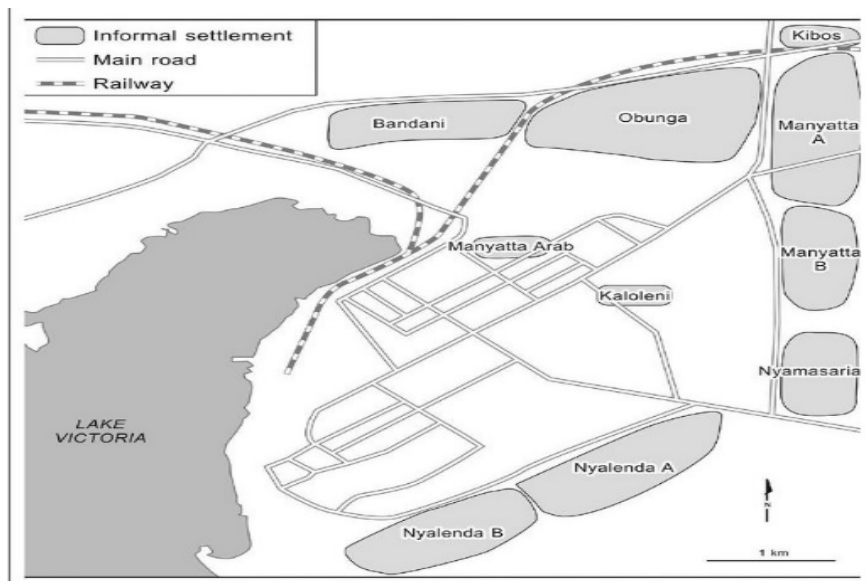 Informal settlement
Main road
Railway
Kibos
Bandani
Obunga
Manyatta
A
Manyatta Arab
Manyatta
B
Kaloleni
Nyamasaria
LAKE
VICTORIA
Nyalenda A
Nyalenda B
N
1 km